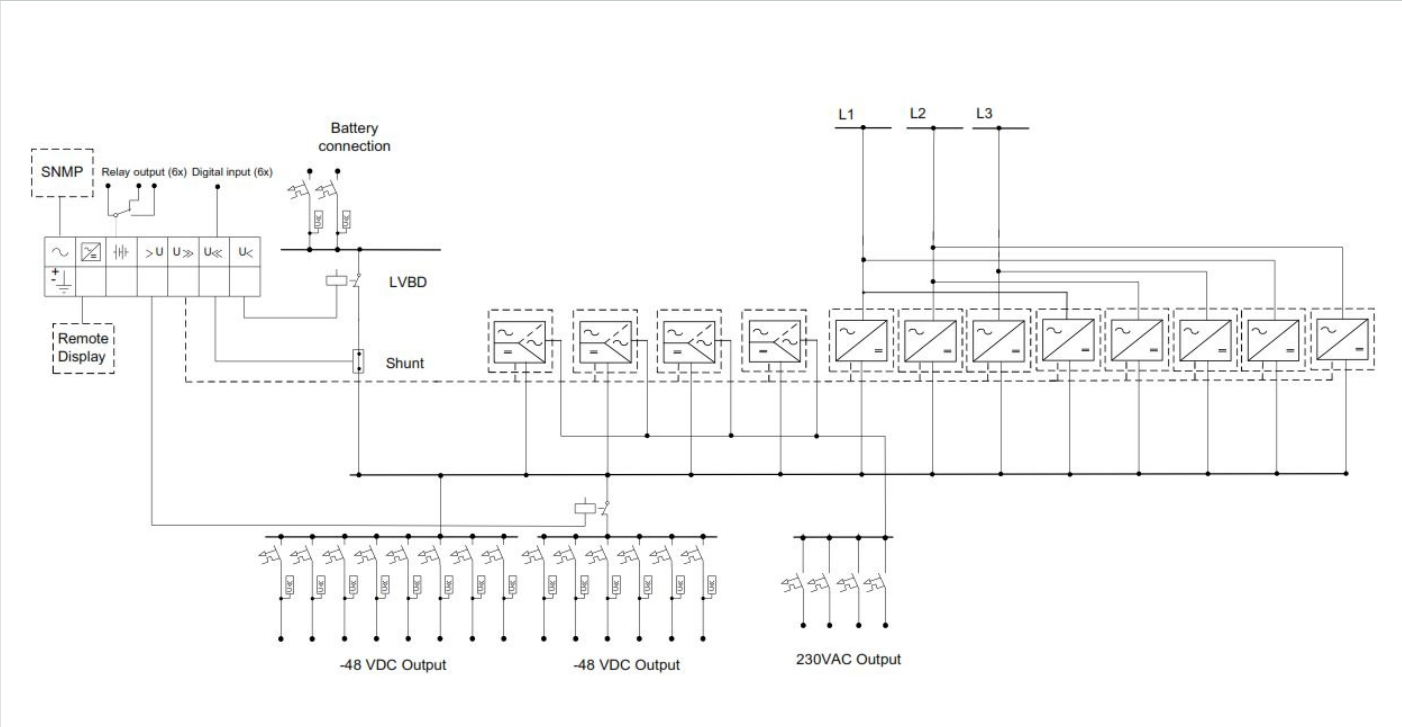 L1
L2
L3
Battery
connection
SNMP
Relay output (6x)
Digital input (6x)
>U
U≫
U≪
U<
+
-
LVBD
Remote
Display
Shunt
-48 VDC Output
-48 VDC Output
230VAC Output